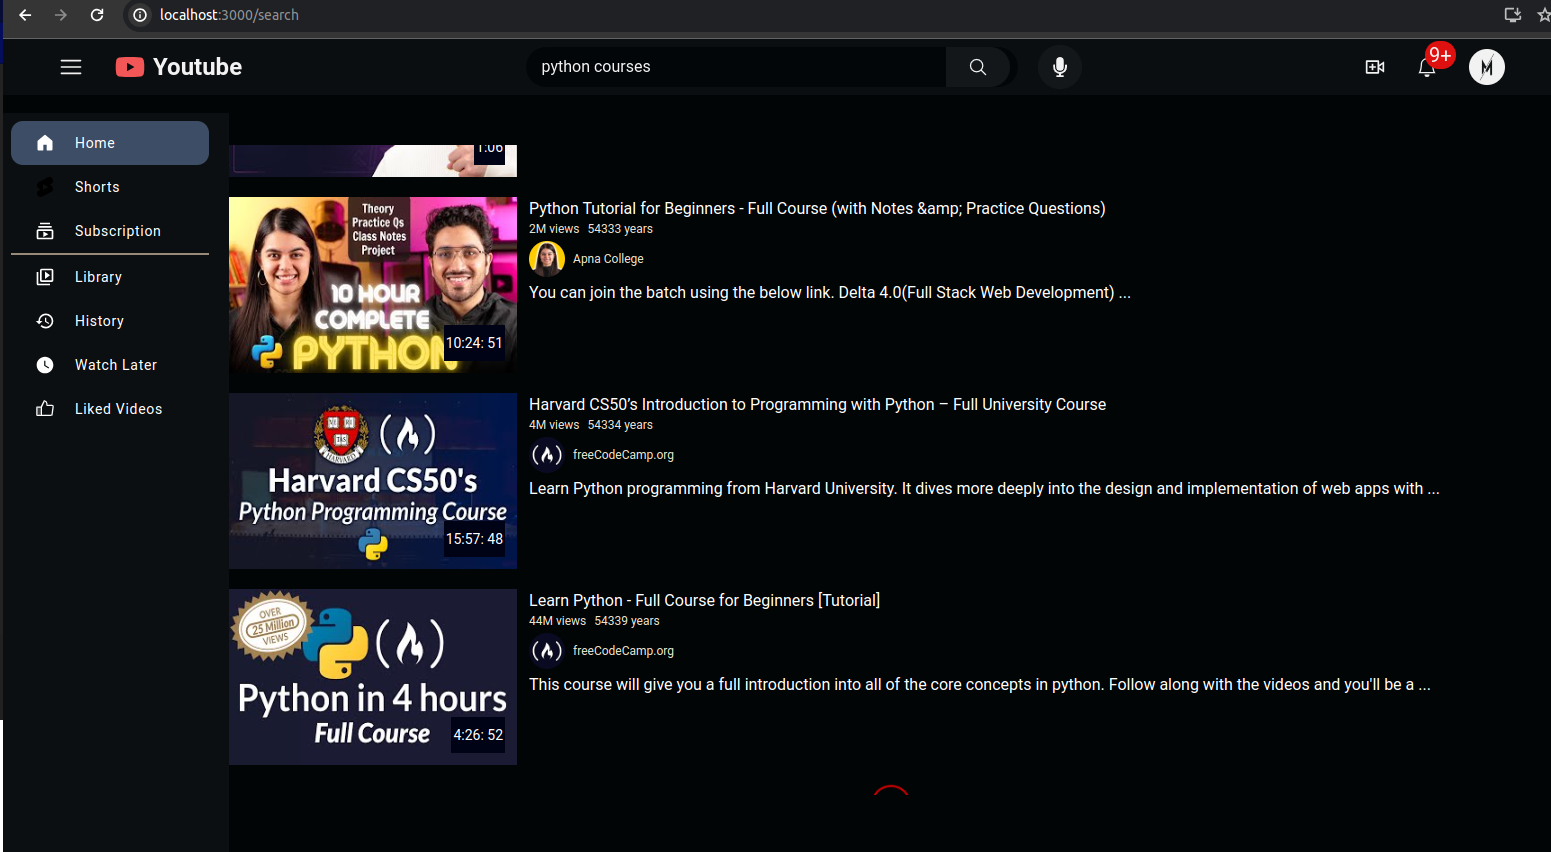 localhost:3000/search
Youtube
python courses
9+
M
Home
Shorts
Subscription
Library
History
Watch Later
Liked Videos
1:06
Theory
Practice Qs
Class Notes
Project
10 HOUR
COMPLETE
PYTHON
10:24: 51
Python Tutorial for Beginners - Full Course (with Notes &amp; Practice Questions)
2M views 54333 years
Apna College
You can join the batch using the below link. Delta 4.0(Full Stack Web Development) ...
HARVARD
Harvard CS50's
Python Programming Course
15:57: 48
Harvard CS50’s Introduction to Programming with Python – Full University Course
4M views 54334 years
freeCodeCamp.org
Learn Python programming from Harvard University. It dives more deeply into the design and implementation of web apps with ...
OVER
25 Million
VIEWS
Python in 4 hours
Full Course
4:26: 52
Learn Python - Full Course for Beginners [Tutorial]
44M views 54339 years
freeCodeCamp.org
This course will give you a full introduction into all of the core concepts in python. Follow along with the videos and you'll be a ...